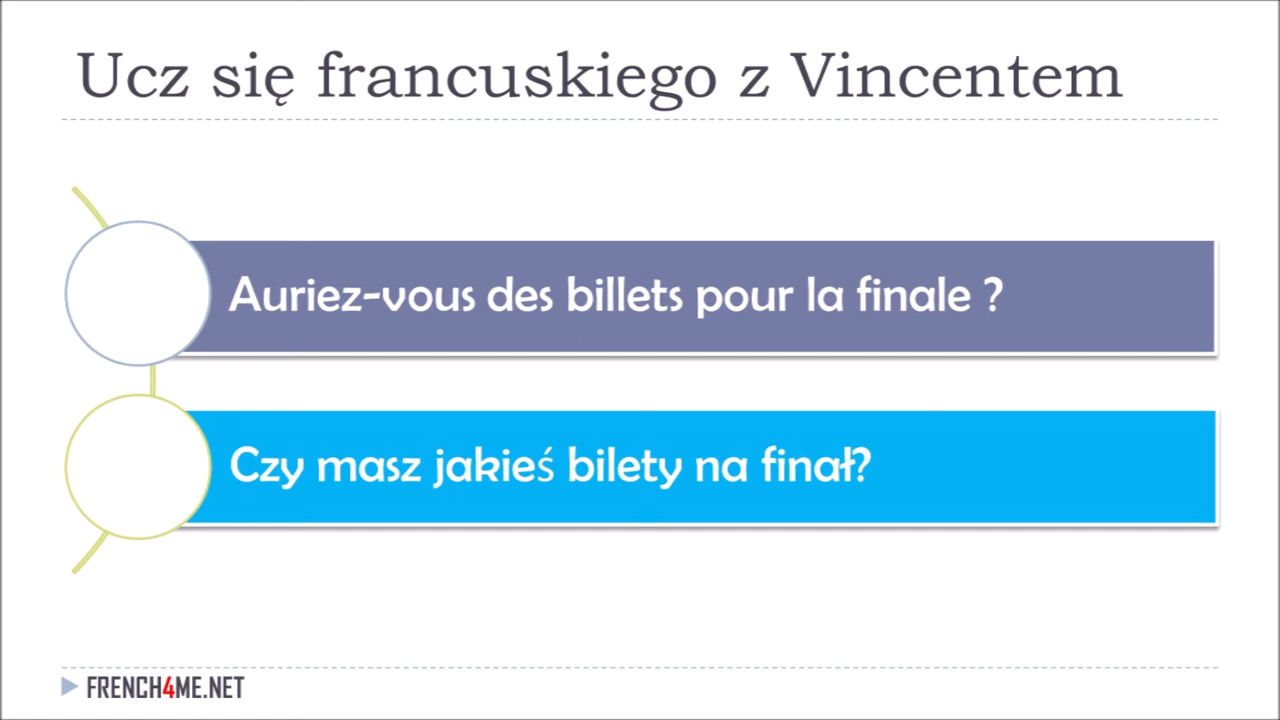 Ucz się francuskiego z Vincentem
Auriez-vous des billets pour la finale ?
Czy masz jakieś bilety na finał?
FRENCH4ME.NET